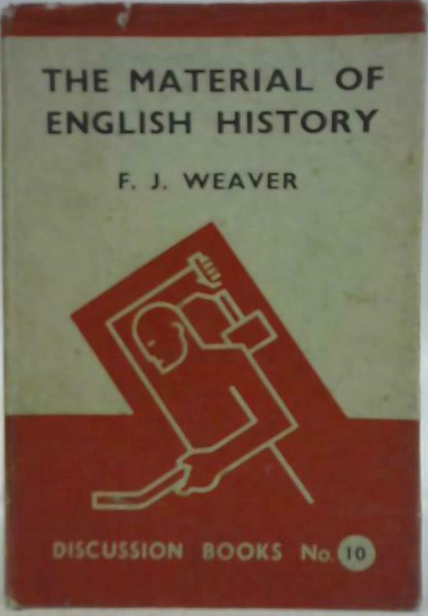 THE MATERIAL OF
ENGLISH HISTORY
F. J. WEAVER
DISCUSSION BOOKS No. 10